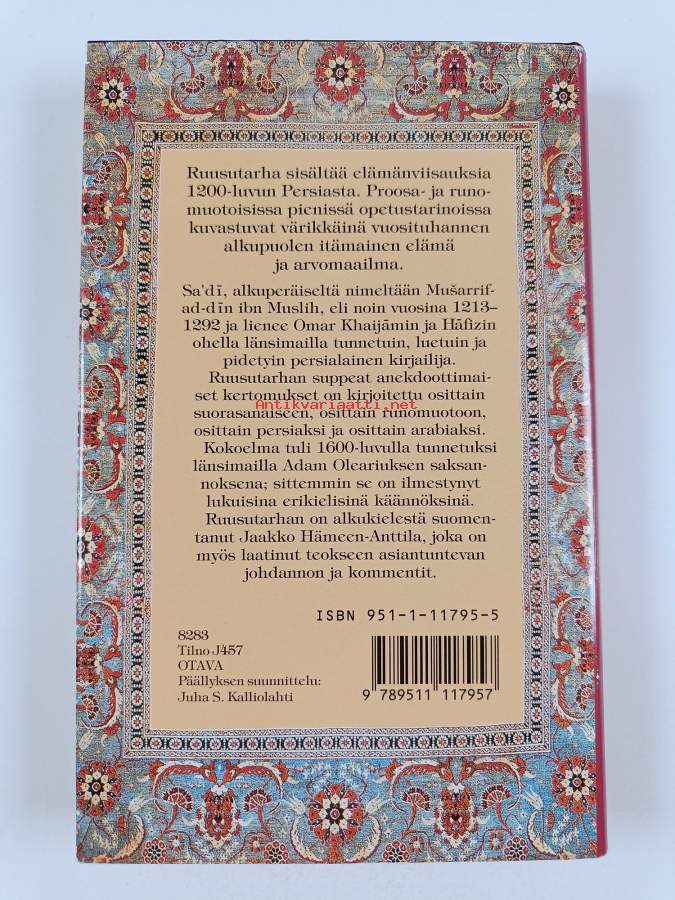 Ruusutarha sisältää elämänviisauksia
1200-luvun Persiasta. Proosa- ja runo-
muotoisissa pienissä opetustarinoissa
kuvastuvat värikkäinä vuosituhannen
alkupuolen itämainen elämä
ja arvomaailma.
Sa'dī, alkuperäiseltä nimeltään Mušarrif-
ad-dīn ibn Muslih, eli noin vuosina 1213–
1292 ja lienee Omar Khaijāmin ja Hāfizin
ohella länsimailla tunnetuin, luetuin ja
pidetyin persialainen kirjailija.
Ruusutarhan suppeat anekdoottimai-
set kertomukset on kirjoitettu osittain
Antikvariaatti.net
suorasanaiseen, osittain runomuotoon,
osittain persiaksi ja osittain arabiaksi.
Kokoelma tuli 1600-luvulla tunnetuksi
länsimailla Adam Oleariuksen saksan-
noksena; sittemmin se on ilmestynyt
lukuisina erikielisinä käännöksinä.
Ruusutarhan on alkukielestä suomen-
tanut Jaakko Hämeen-Anttila, joka on
myös laatinut teokseen asiantuntevan
johdannon ja kommentit.
ISBN 951-1-11795-5
8283
Tilno J457
OTAVA
Päällyksen suunnittelu:
Juha S. Kalliolahti
9 789511 117957